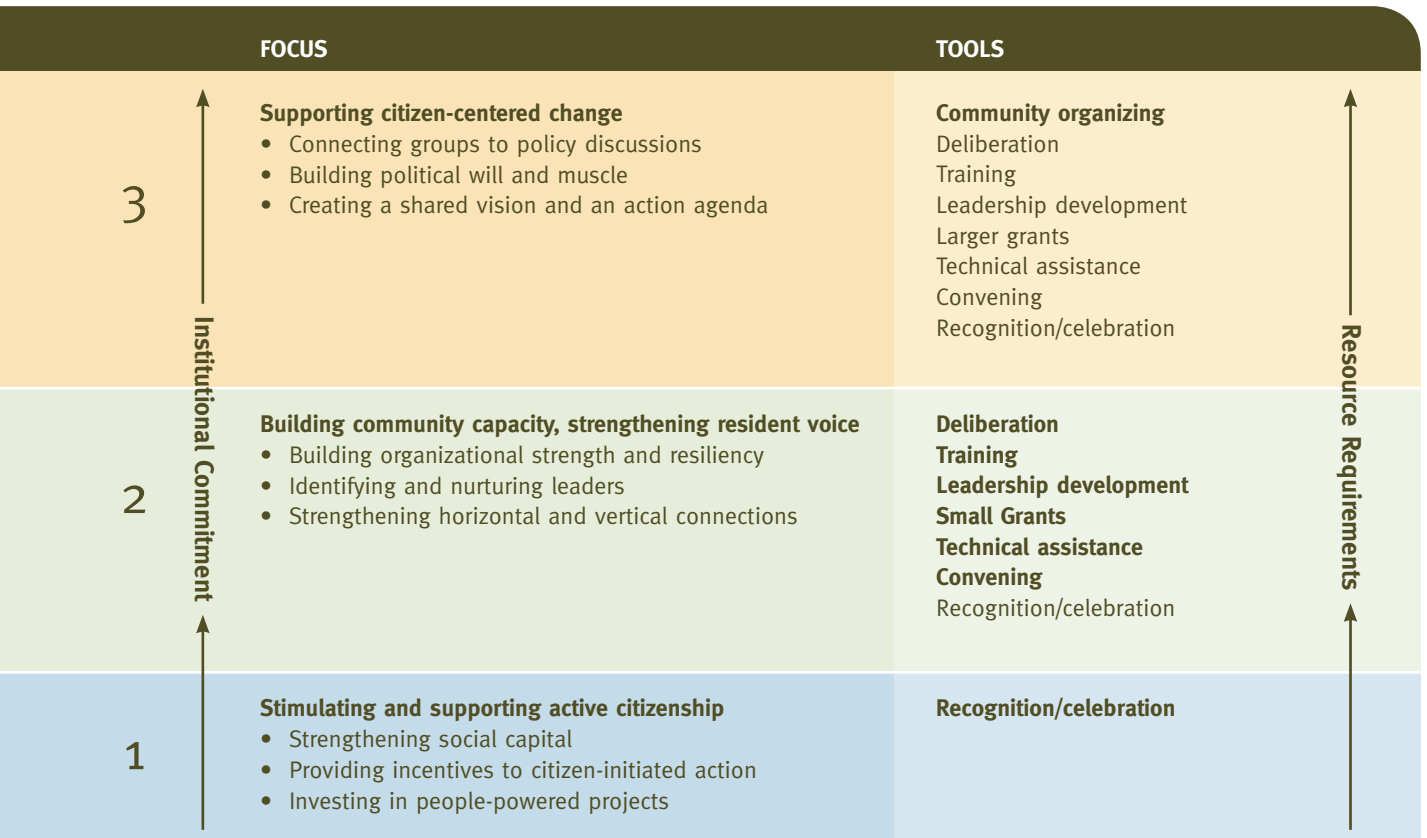 FOCUS
TOOLS
3
Institutional Commitment
Supporting citizen-centered change
• Connecting groups to policy discussions
• Building political will and muscle
• Creating a shared vision and an action agenda
Community organizing
Deliberation
Training
Leadership development
Larger grants
Technical assistance
Convening
Recognition/celebration
Resource Requirements
2
Building community capacity, strengthening resident voice
• Building organizational strength and resiliency
• Identifying and nurturing leaders
• Strengthening horizontal and vertical connections
Deliberation
Training
Leadership development
Small Grants
Technical assistance
Convening
Recognition/celebration
1
Stimulating and supporting active citizenship
• Strengthening social capital
• Providing incentives to citizen-initiated action
• Investing in people-powered projects
Recognition/celebration